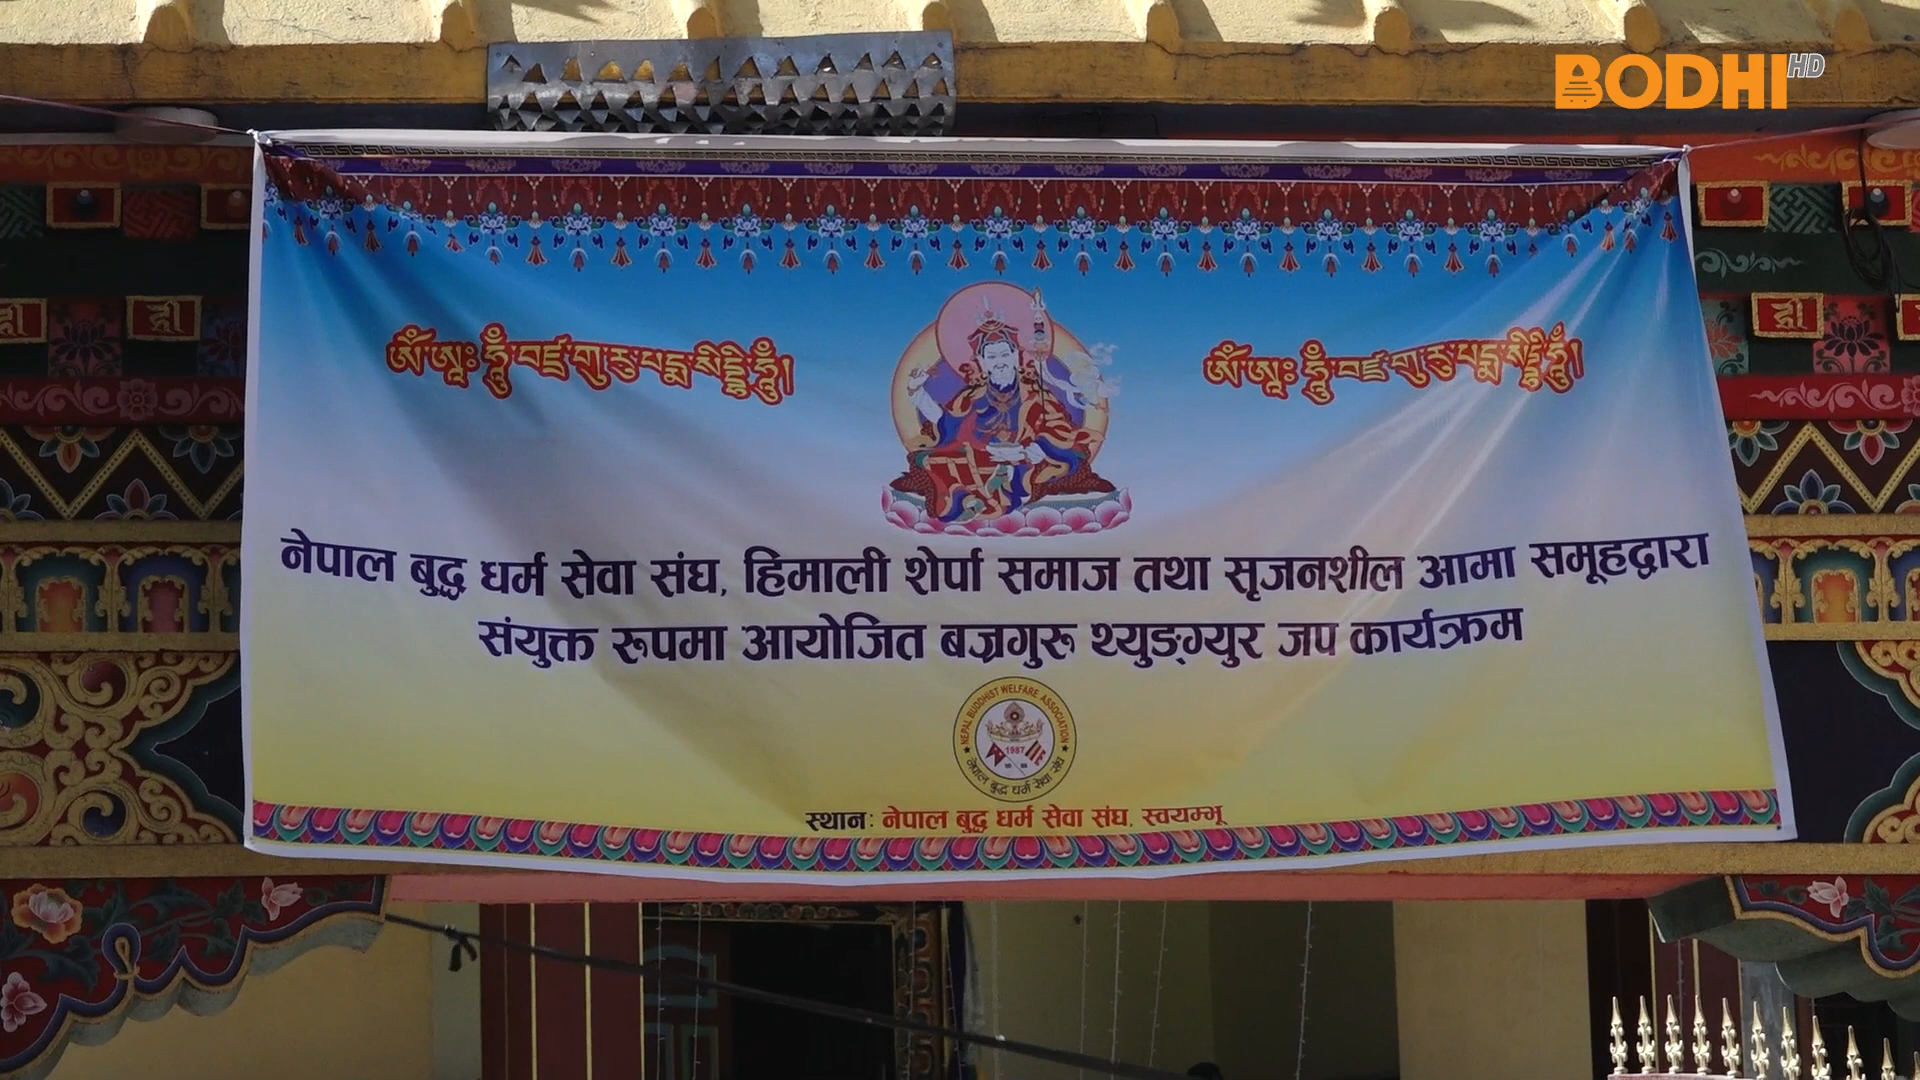 BODHI HD
ༀ་ཨཱཿ་ཧཱུྃ་བཛྲ་གུ་རུ་པདྨ་སིདྡྷི་ཧཱུྃ།
ༀ་ཨཱཿ་ཧཱུྃ་བཛྲ་གུ་རུ་པདྨ་སིདྡྷི་ཧཱུྃ།
नेपाल बुद्ध धर्म सेवा संघ, हिमाली शेर्पा समाज तथा सृजनशील आमा समूहद्वारा
संयुक्त रुपमा आयोजित बज्रगुरु थ्युङ्ग्युर जप कार्यक्रम
NEPAL BUDDHIST WELFARE ASSOCIATION
1987
नेपाल बुद्ध धर्म सेवा संघ
स्थान: नेपाल बुद्ध धर्म सेवा संघ, स्वयम्भू